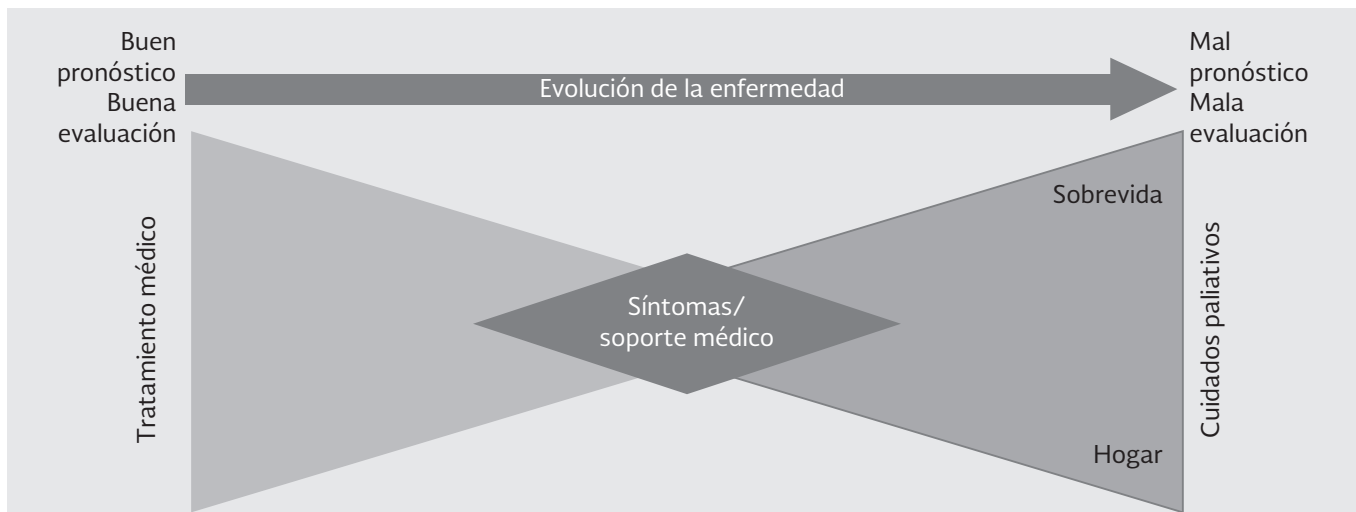 Buen
pronóstico
Buena
evaluación
Evolución de la enfermedad
Mal
pronóstico
Mala
evaluación
Tratamiento médico
Síntomas/
soporte médico
Sobrevida
Hogar
Cuidados paliativos